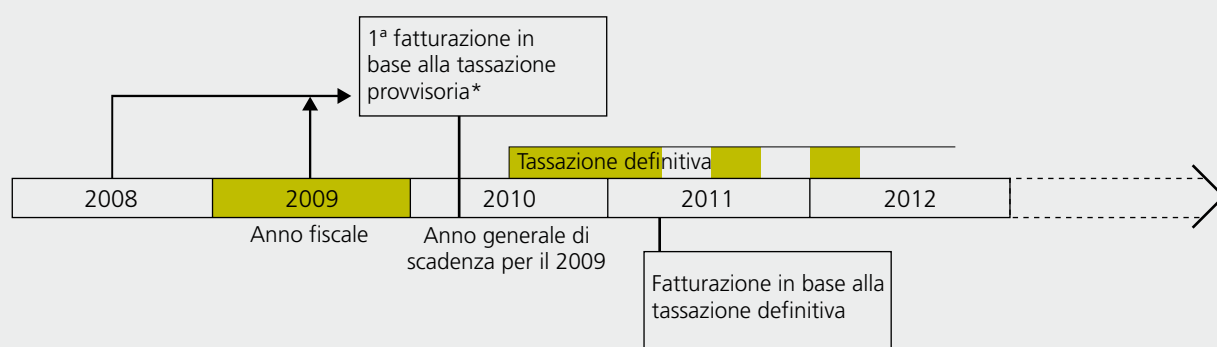 1ª fatturazione in
base alla tassazione
provvisoria*
Tassazione definitiva
2008
2009
2010
2011
2012
Anno fiscale
Anno generale di
scadenza per il 2009
Fatturazione in base alla
tassazione definitiva